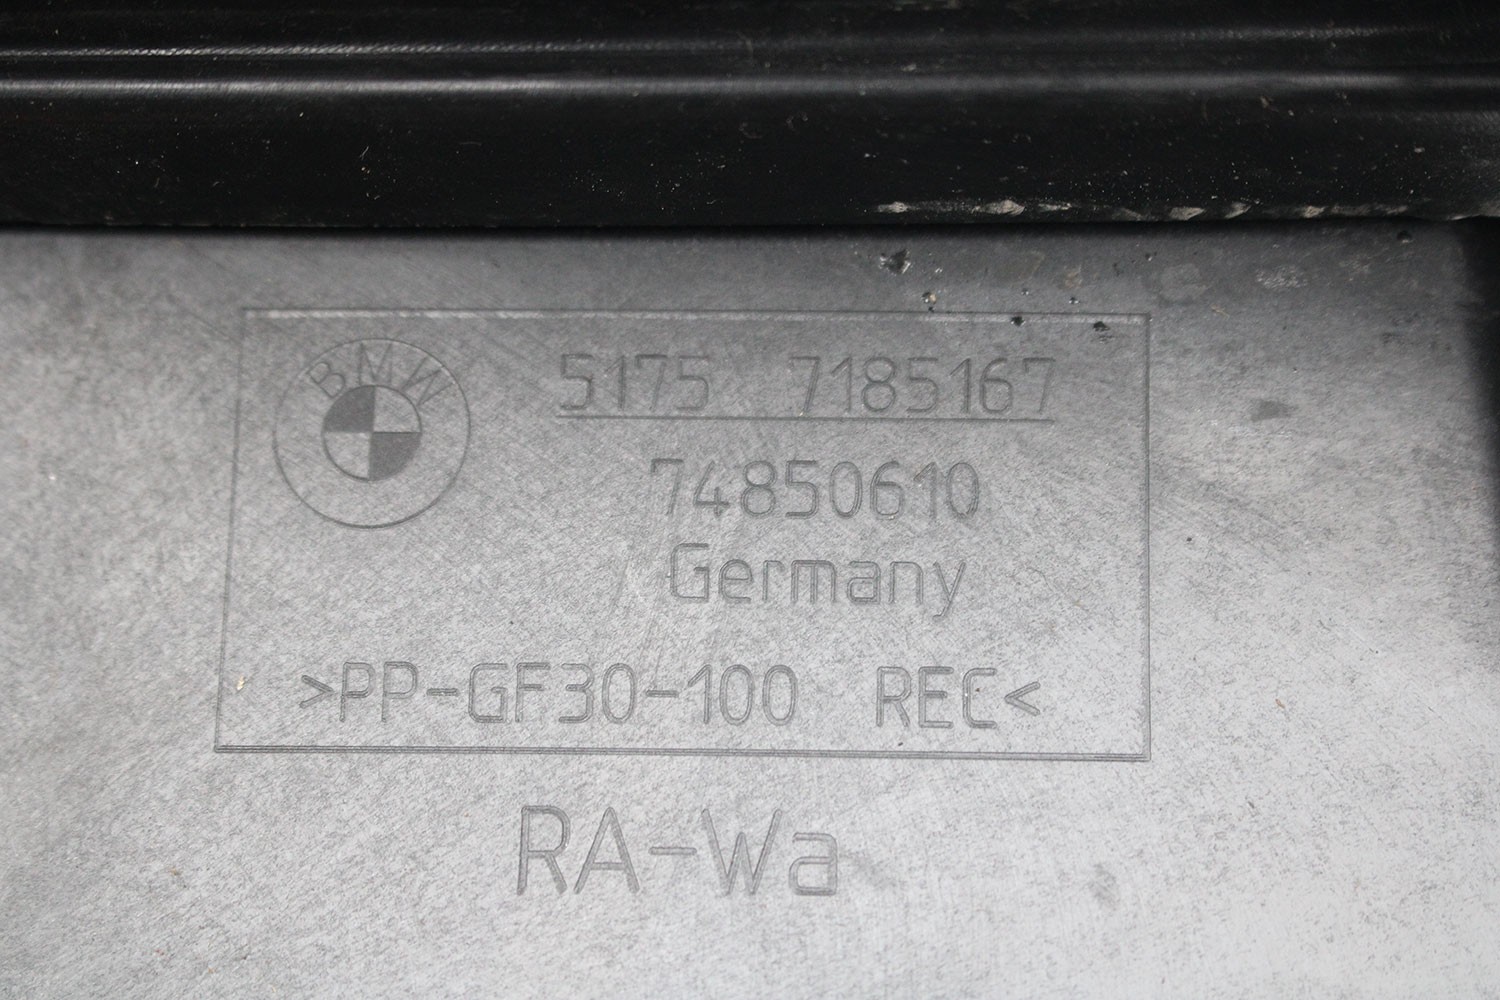 BMW
5175 7185167
74850610
Germany
>PP-GF30-100 REC<
RA-Wa